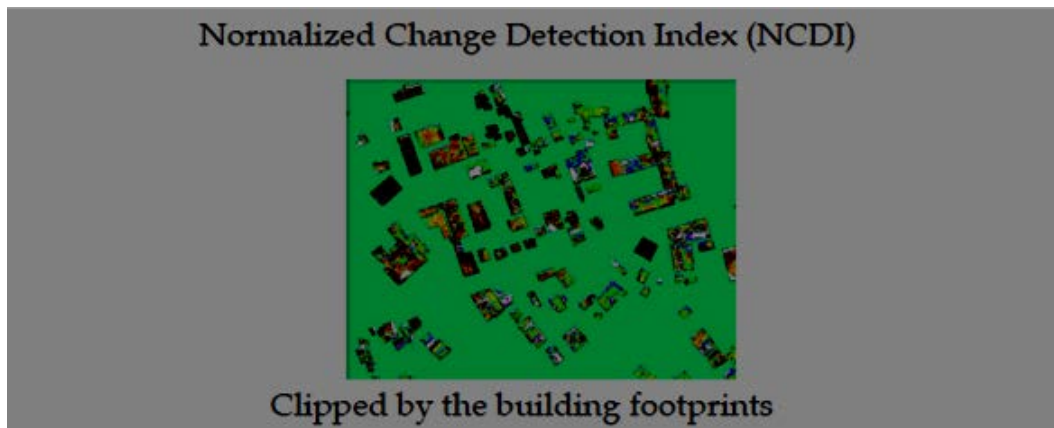 Normalized Change Detection Index (NCDI)
Clipped by the building footprints